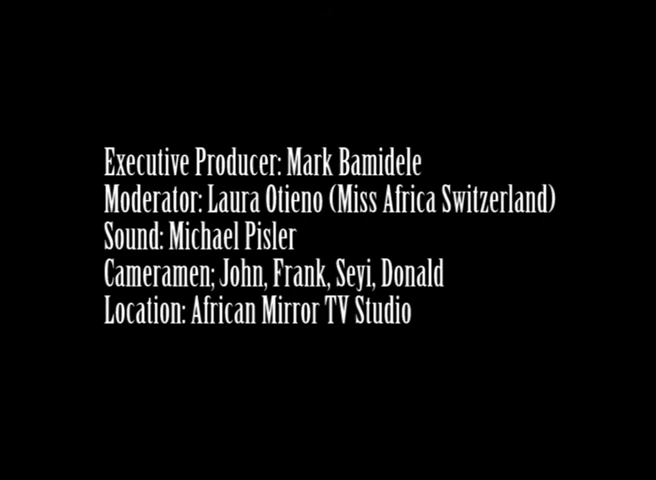 Executive Producer: Mark Bamidele
Moderator: Laura Otieno (Miss Africa Switzerland)
Sound: Michael Pisler
Cameramen; John, Frank, Seyi, Donald
Location: African Mirror TV Studio